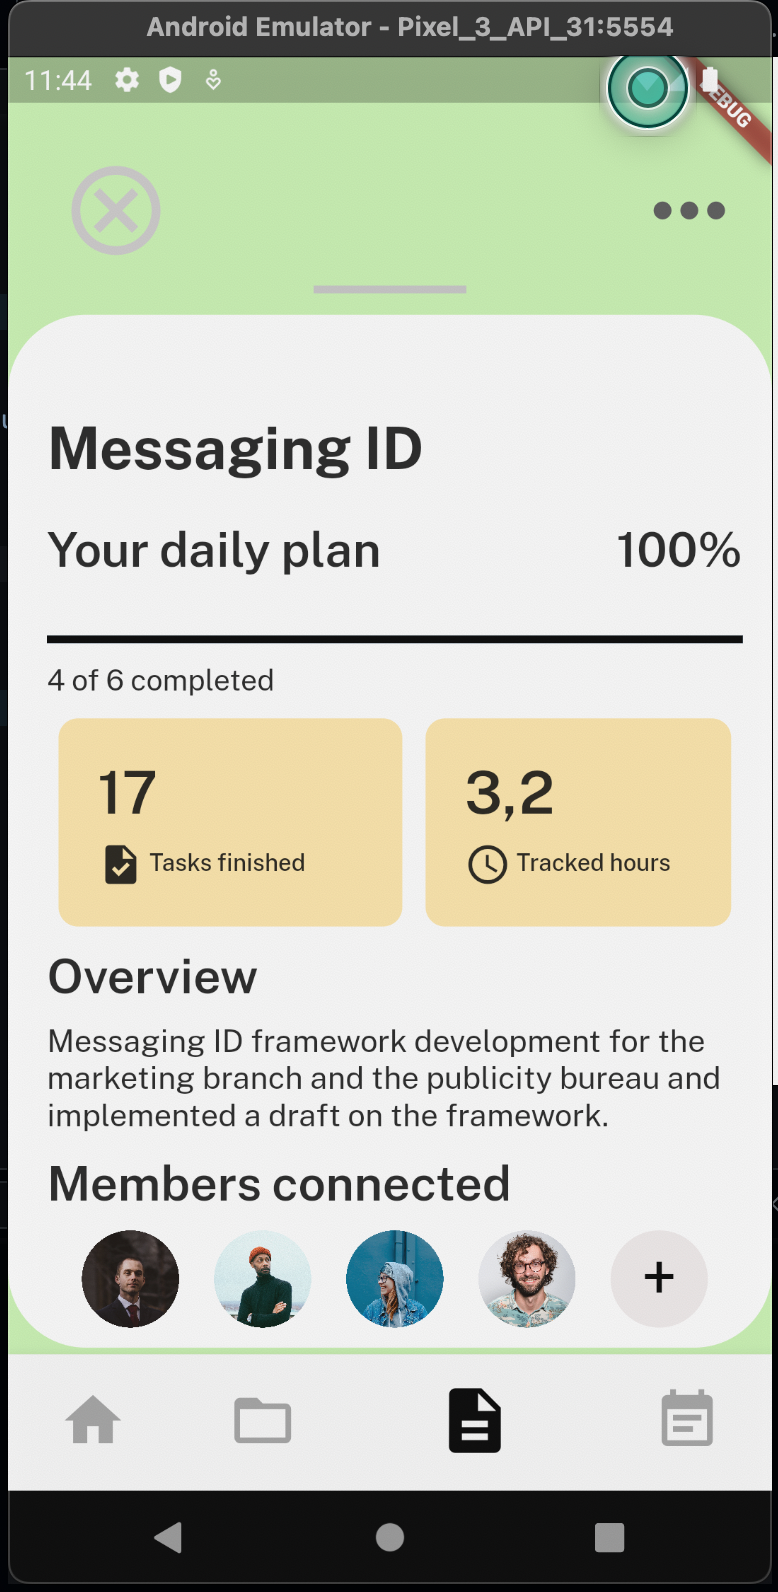 Android Emulator - Pixel_3_API_31:5554
11:44
Messaging ID
Your daily plan 100%
4 of 6 completed
17
Tasks finished
3,2
Tracked hours
Overview
Messaging ID framework development for the
marketing branch and the publicity bureau and
implemented a draft on the framework.
Members connected
+